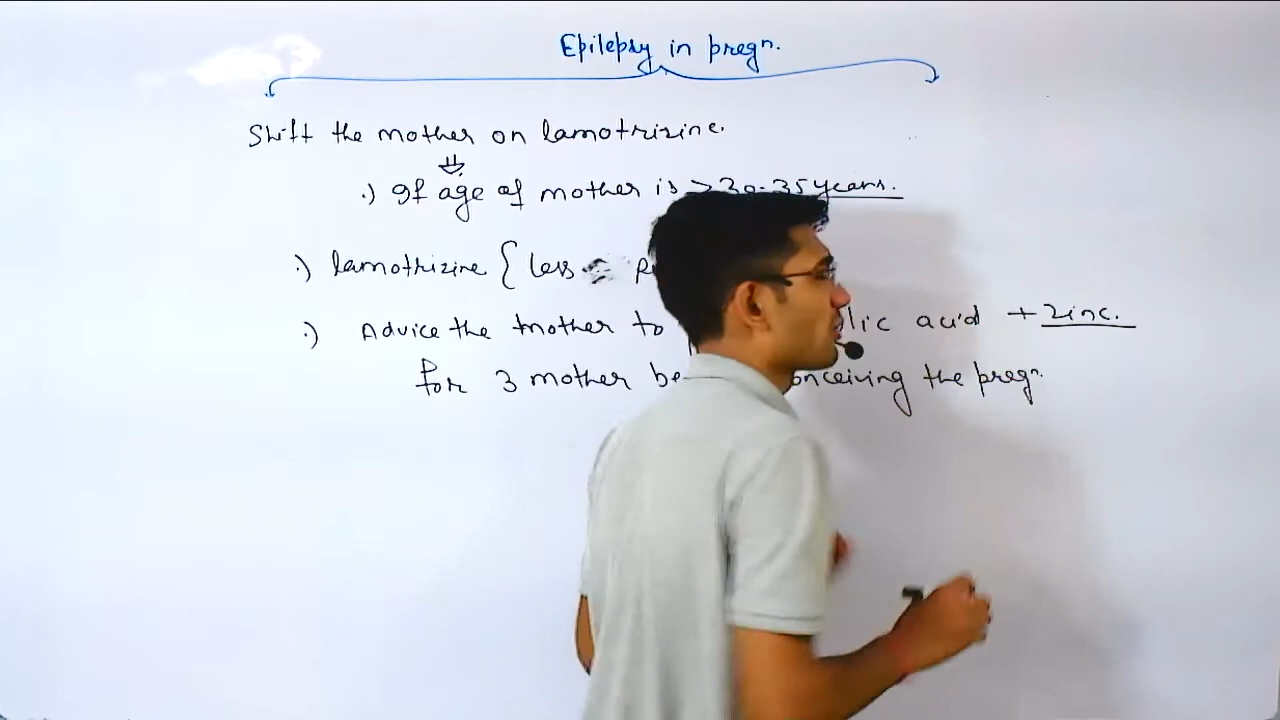 Epilepsy in pregn.
Shift the mother on lamotrizine.
.) If age of mother is > 30-35 years.
.) lamotrizine { less
.) Advice the mother to lic acid + zinc.
for 3 mother be onceiving the pregn.